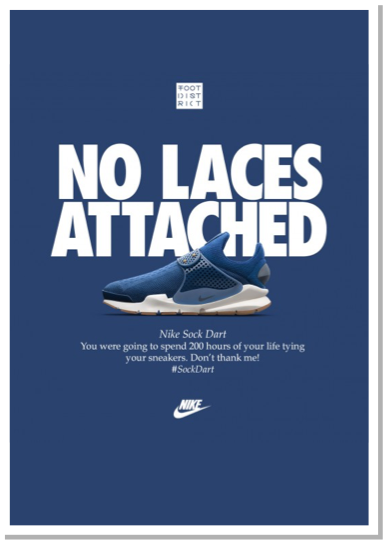 FOOT
DIST
RICT
NO LACES
ATTACHED
Nike Sock Dart
You were going to spend 200 hours of your life tying
your sneakers. Don't thank me!
#SockDart
NIKE